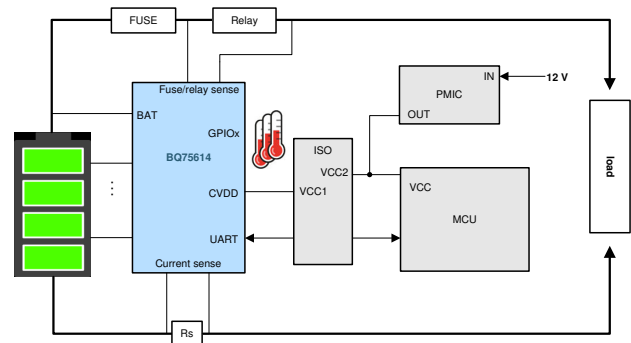 FUSE
Relay
Fuse/relay sense
BAT
GPIOx
BQ75614
CVDD
UART
Current sense
ISO
VCC2
VCC1
IN
12 V
PMIC
OUT
VCC
MCU
load
Rs